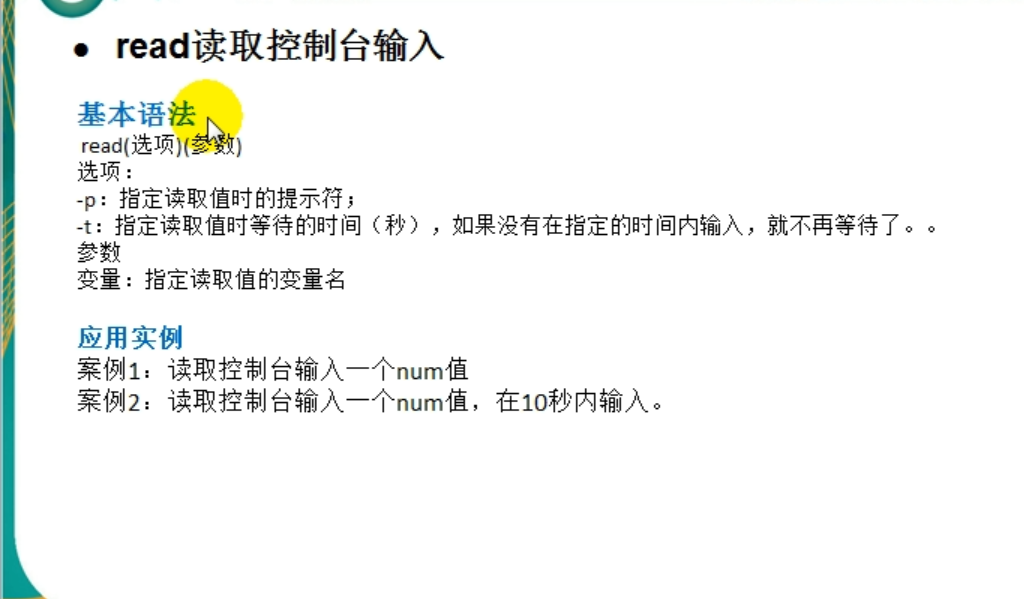 ● read读取控制台输入
基本语法
read(选项)(参数)
选项：
-p：指定读取值时的提示符；
-t：指定读取值时等待的时间（秒），如果没有在指定的时间内输入，就不再等待了。。
参数
变量：指定读取值的变量名
应用实例
案例1：读取控制台输入一个num值
案例2：读取控制台输入一个num值，在10秒内输入。